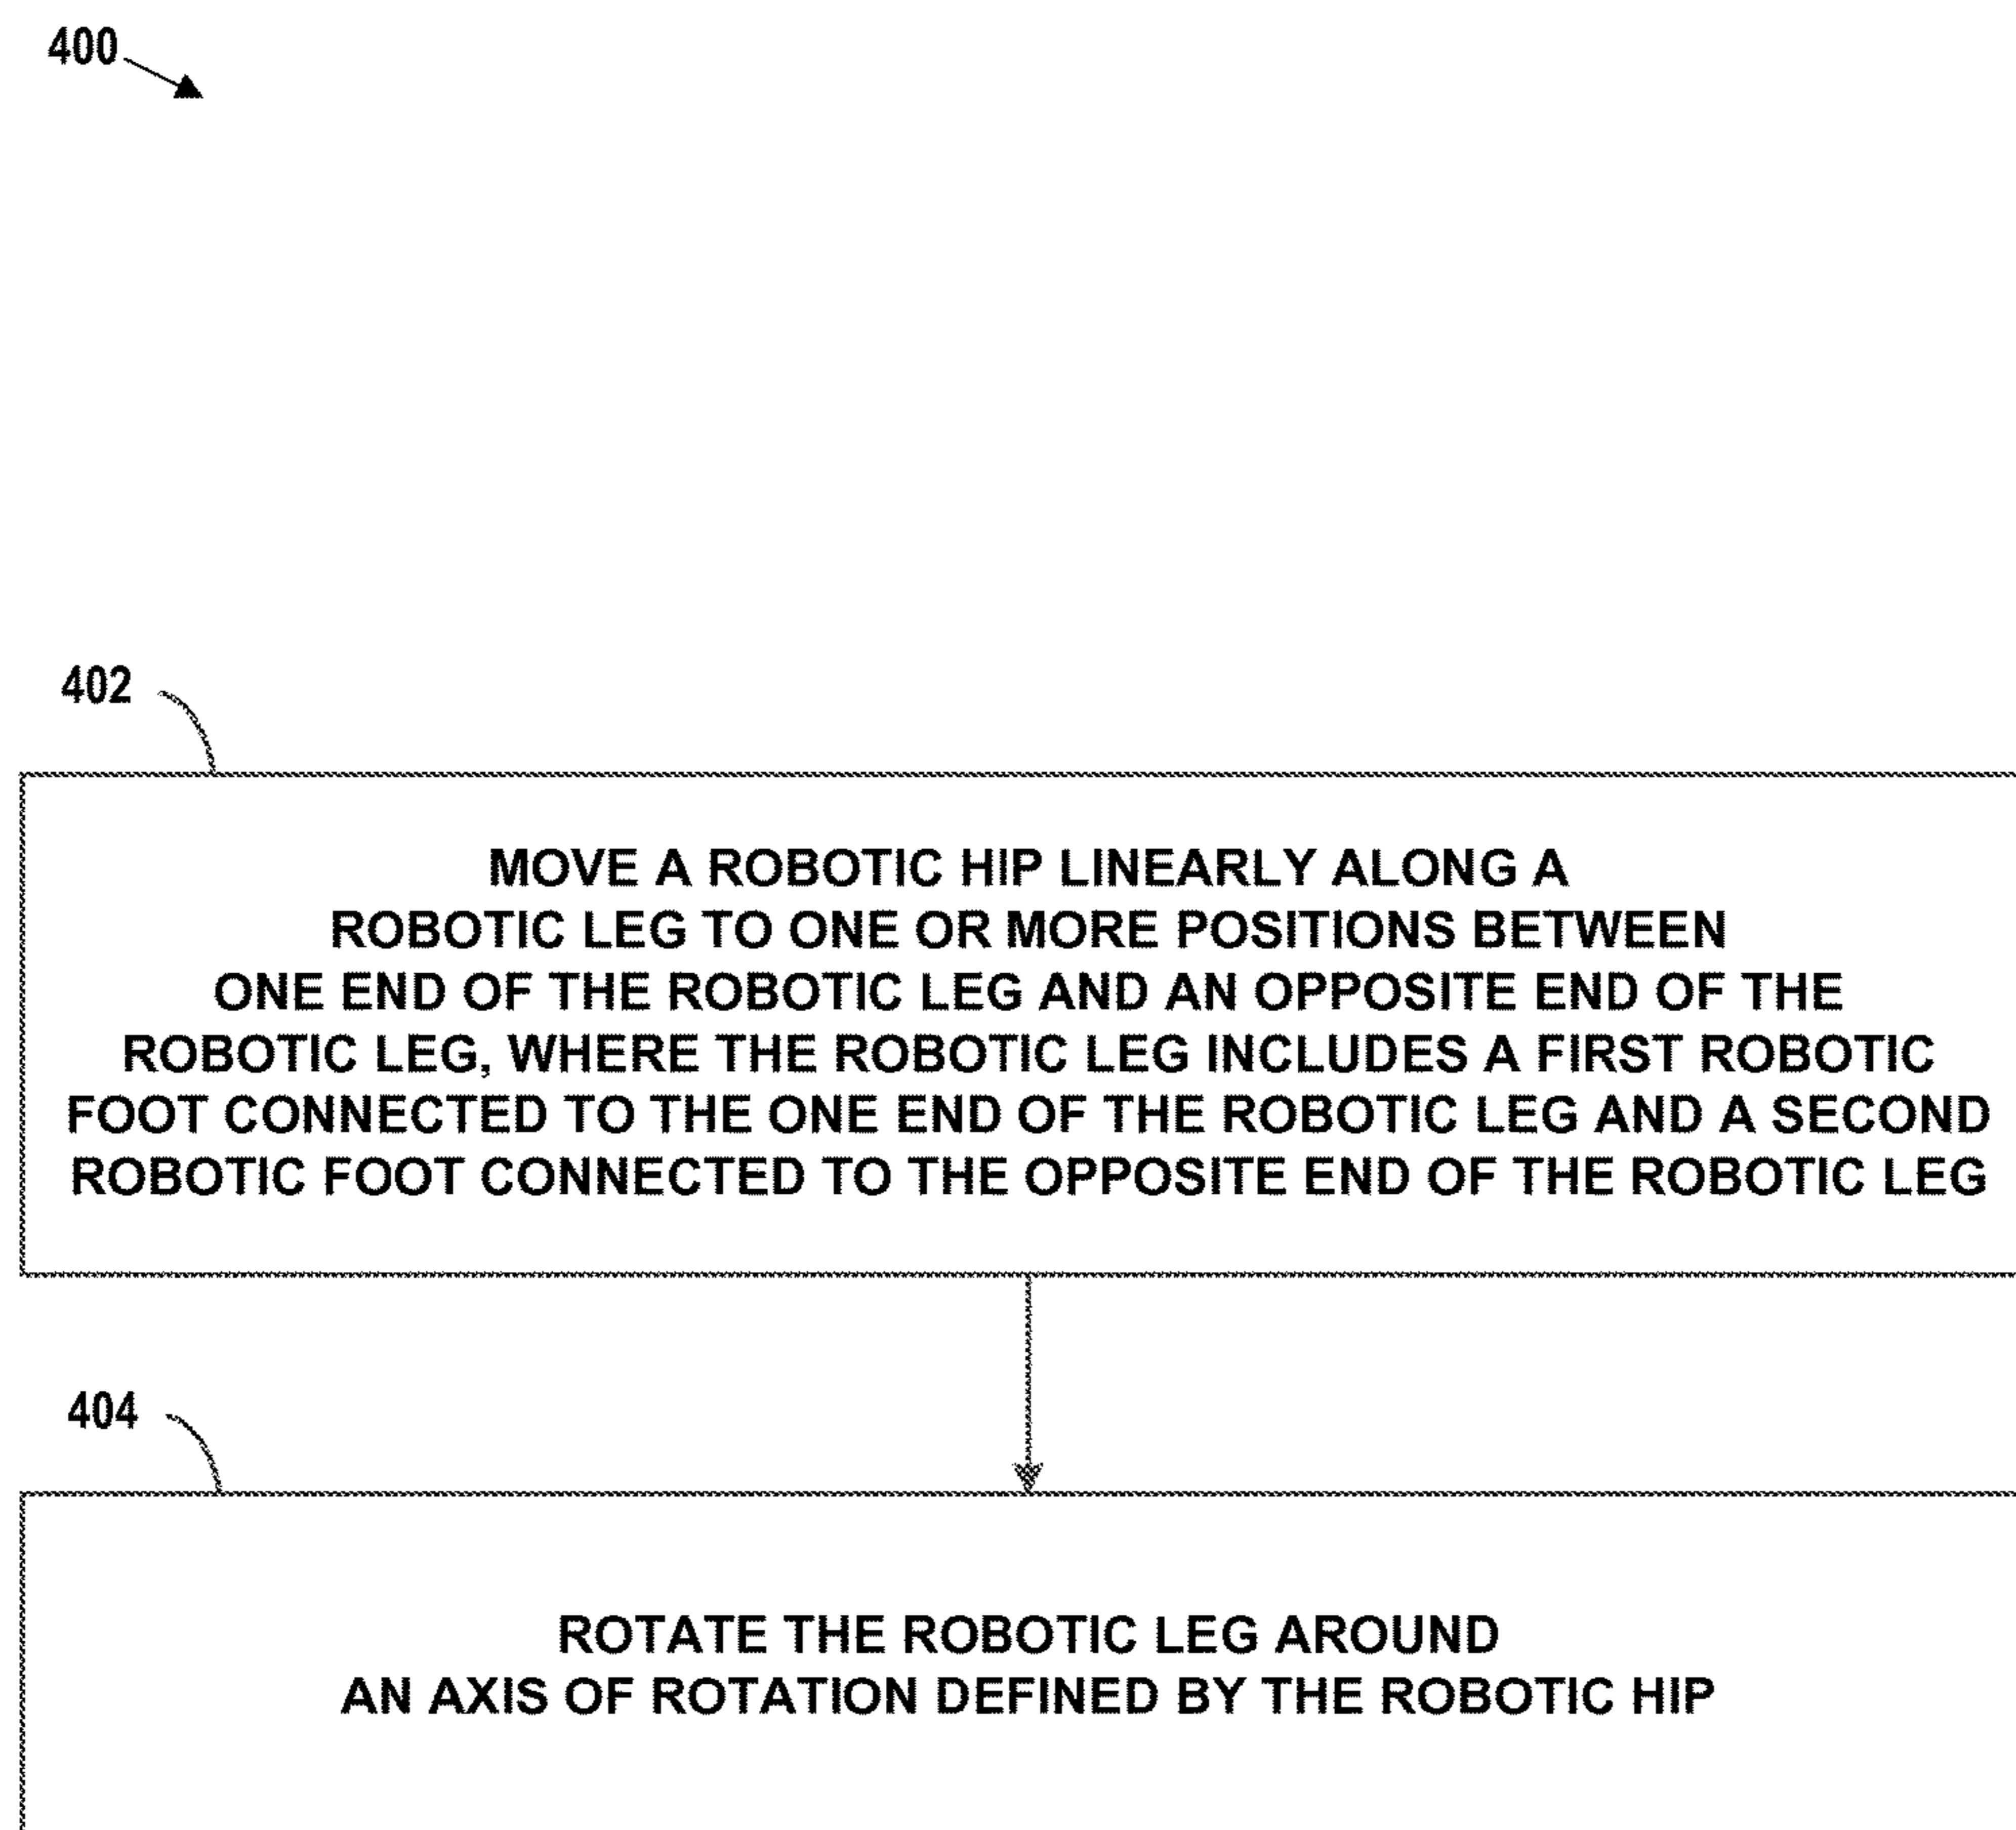 400
402
MOVE A ROBOTIC HIP LINEARLY ALONG A
ROBOTIC LEG TO ONE OR MORE POSITIONS BETWEEN
ONE END OF THE ROBOTIC LEG AND AN OPPOSITE END OF THE
ROBOTIC LEG, WHERE THE ROBOTIC LEG INCLUDES A FIRST ROBOTIC
FOOT CONNECTED TO THE ONE END OF THE ROBOTIC LEG AND A SECOND
ROBOTIC FOOT CONNECTED TO THE OPPOSITE END OF THE ROBOTIC LEG
404
ROTATE THE ROBOTIC LEG AROUND
AN AXIS OF ROTATION DEFINED BY THE ROBOTIC HIP